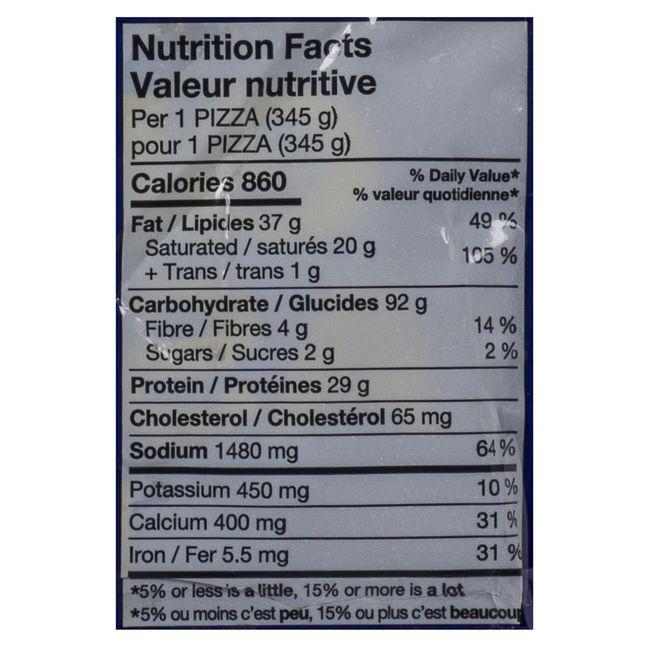 Nutrition Facts
Valeur nutritive
Per 1 PIZZA (345 g)
pour 1 PIZZA (345 g)
Calories 860
% Daily Value*
% valeur quotidienne*
Fat / Lipides 37 g 49 %
Saturated / saturés 20 g
+ Trans / trans 1 g 105 %
Carbohydrate / Glucides 92 g
Fibre / Fibres 4 g 14 %
Sugars / Sucres 2 g 2 %
Protein / Protéines 29 g
Cholesterol / Cholestérol 65 mg
Sodium 1480 mg 64 %
Potassium 450 mg 10 %
Calcium 400 mg 31 %
Iron / Fer 5.5 mg 31 %
*5% or less is a little, 15% or more is a lot
*5% ou moins c'est peu, 15% ou plus c'est beaucoup